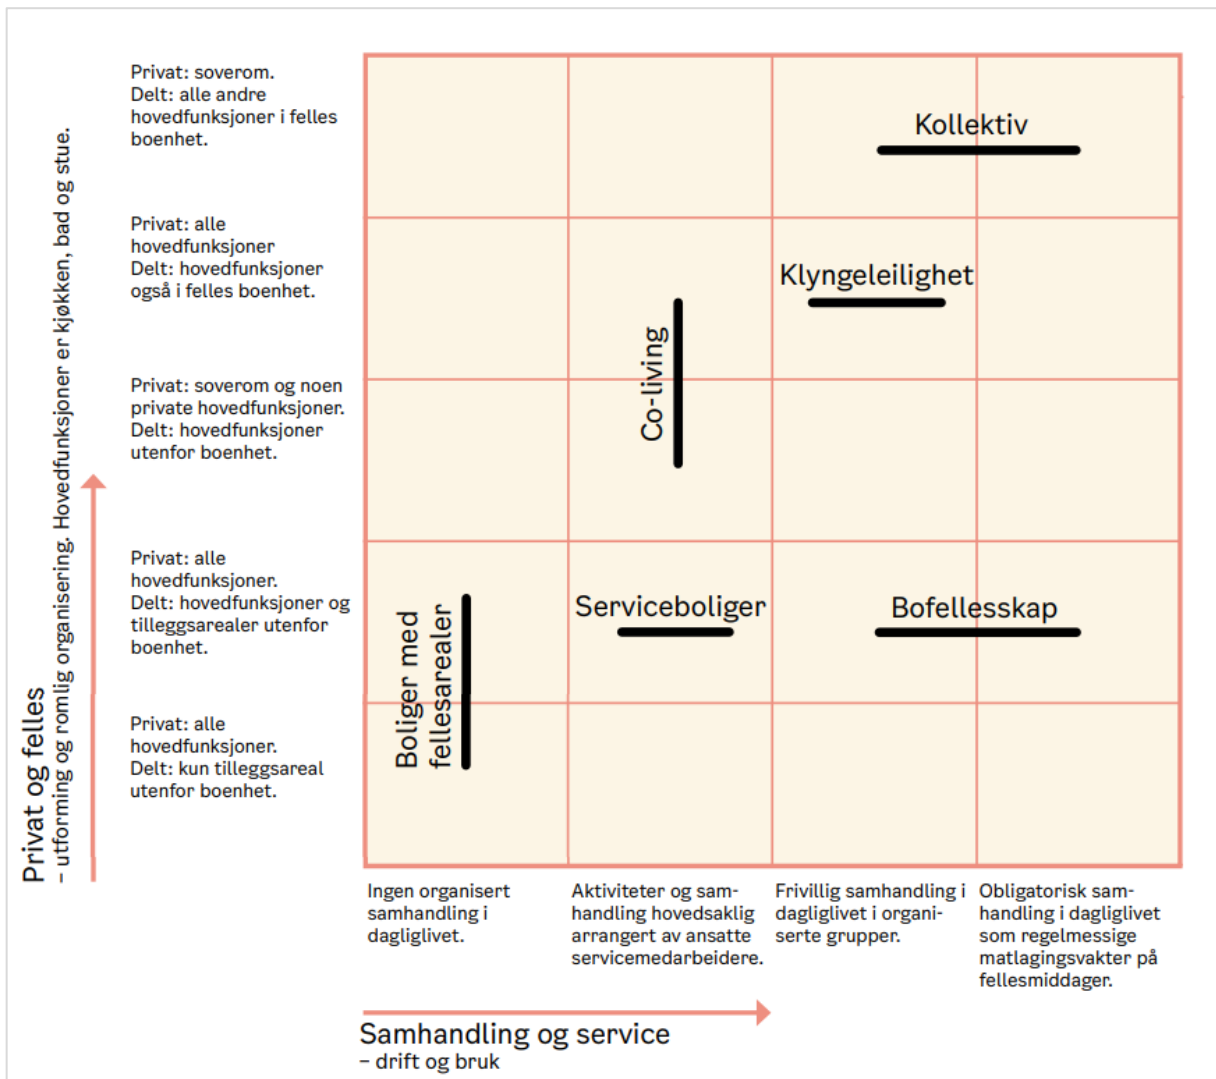 Privat og felles
– utforming og romlig organisering. Hovedfunksjoner er kjøkken, bad og stue.
Privat: soverom.
Delt: alle andre
hovedfunksjoner i felles
boenhet.
Privat: alle
hovedfunksjoner
Delt: hovedfunksjoner
også i felles boenhet.
Privat: soverom og noen
private hovedfunksjoner.
Delt: hovedfunksjoner
utenfor boenhet.
Privat: alle
hovedfunksjoner.
Delt: hovedfunksjoner og
tilleggsarealer utenfor
boenhet.
Privat: alle
hovedfunksjoner.
Delt: kun tilleggsareal
utenfor boenhet.
Kollektiv
Klyngeleilighet
Co-living
Boliger med
fellesarealer
Serviceboliger
Bofellesskap
Ingen organisert
samhandling i
dagliglivet.
Aktiviteter og sam-
handling hovedsaklig
arrangert av ansatte
servicemedarbeidere.
Frivillig samhandling i
dagliglivet i organi-
serte grupper.
Obligatorisk sam-
handling i dagliglivet
som regelmessige
matlagingsvakter på
fellesmiddager.
Samhandling og service
– drift og bruk